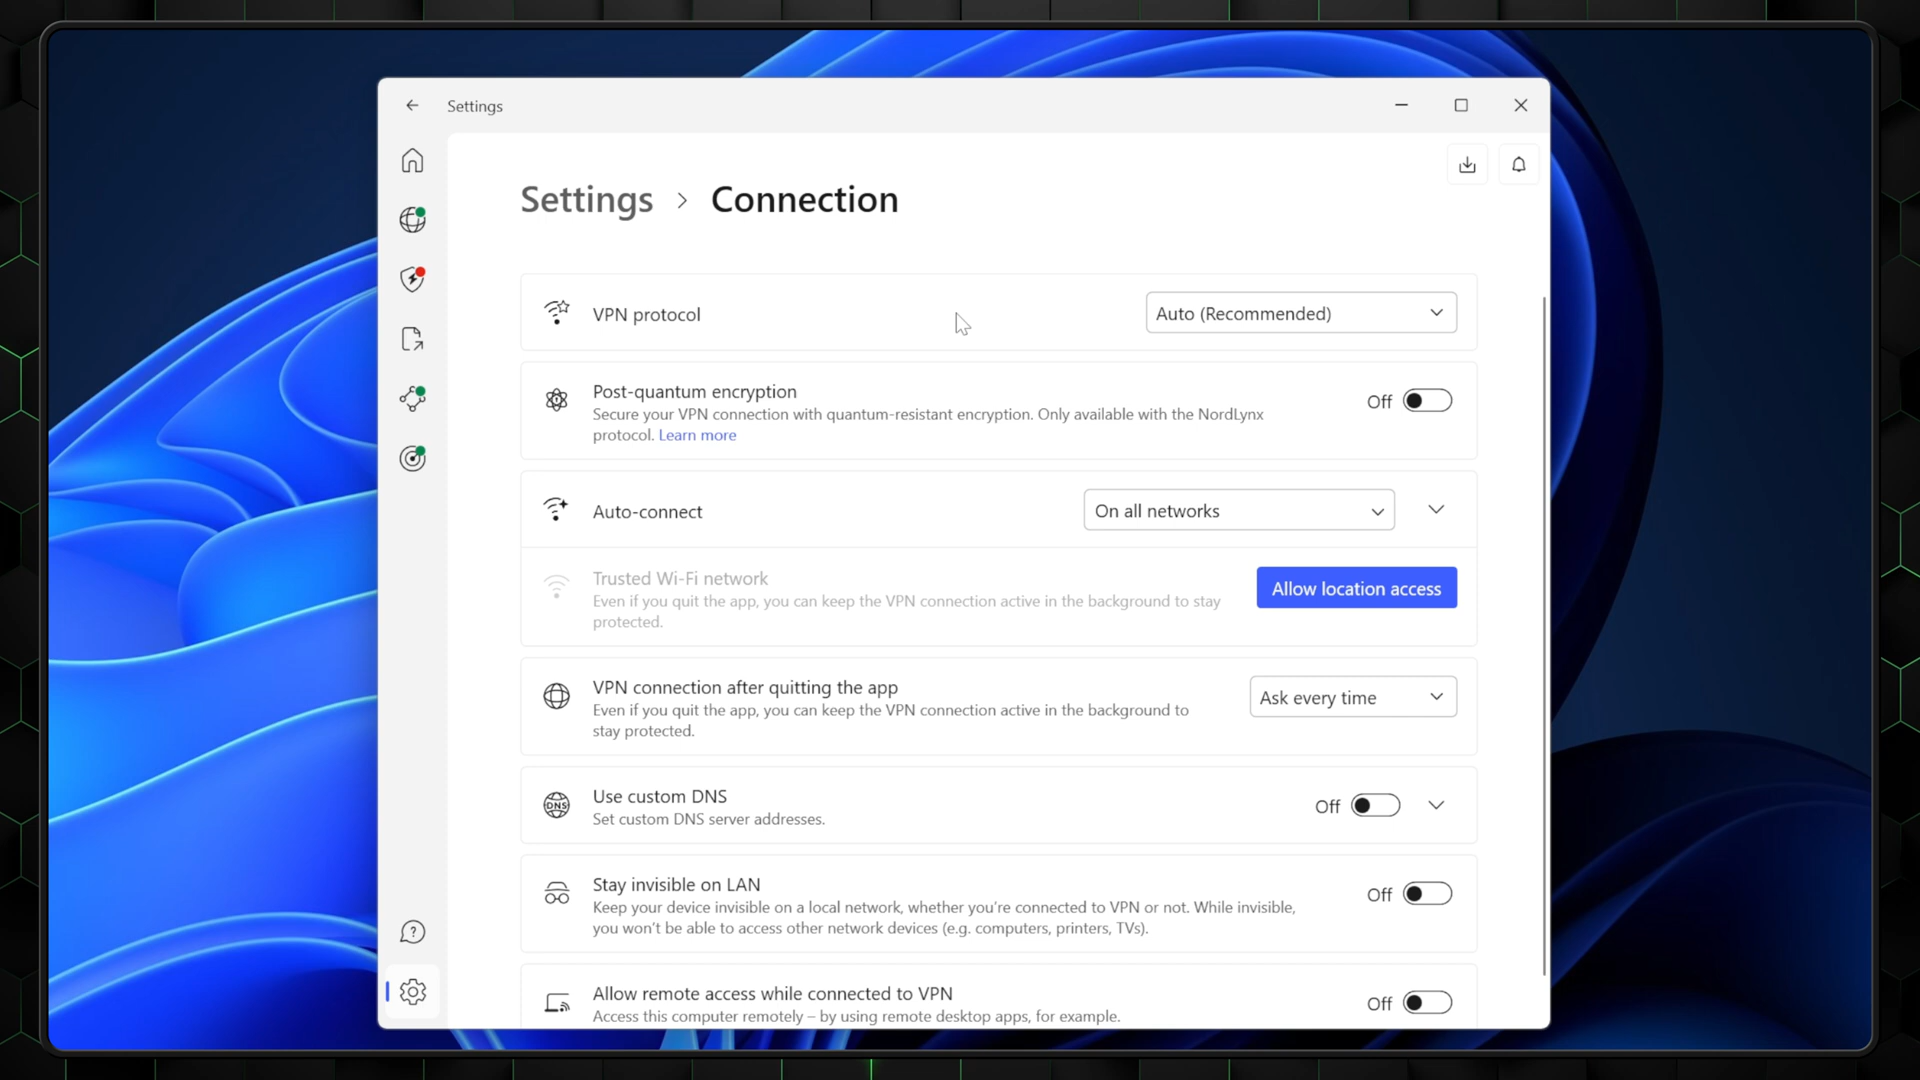 Settings
Settings > Connection
VPN protocol
Auto (Recommended)
Post-quantum encryption
Off
Secure your VPN connection with quantum-resistant encryption. Only available with the NordLynx
protocol. Learn more
Auto-connect
On all networks
Trusted Wi-Fi network
Even if you quit the app, you can keep the VPN connection active in the background to stay
protected.
Allow location access
VPN connection after quitting the app
Even if you quit the app, you can keep the VPN connection active in the background to
stay protected.
Ask every time
DNS
Use custom DNS
Set custom DNS server addresses.
Off
Stay invisible on LAN
Keep your device invisible on a local network, whether you're connected to VPN or not. While invisible,
you won't be able to access other network devices (e.g. computers, printers, TVs).
Off
Allow remote access while connected to VPN
Access this computer remotely – by using remote desktop apps, for example.
Off